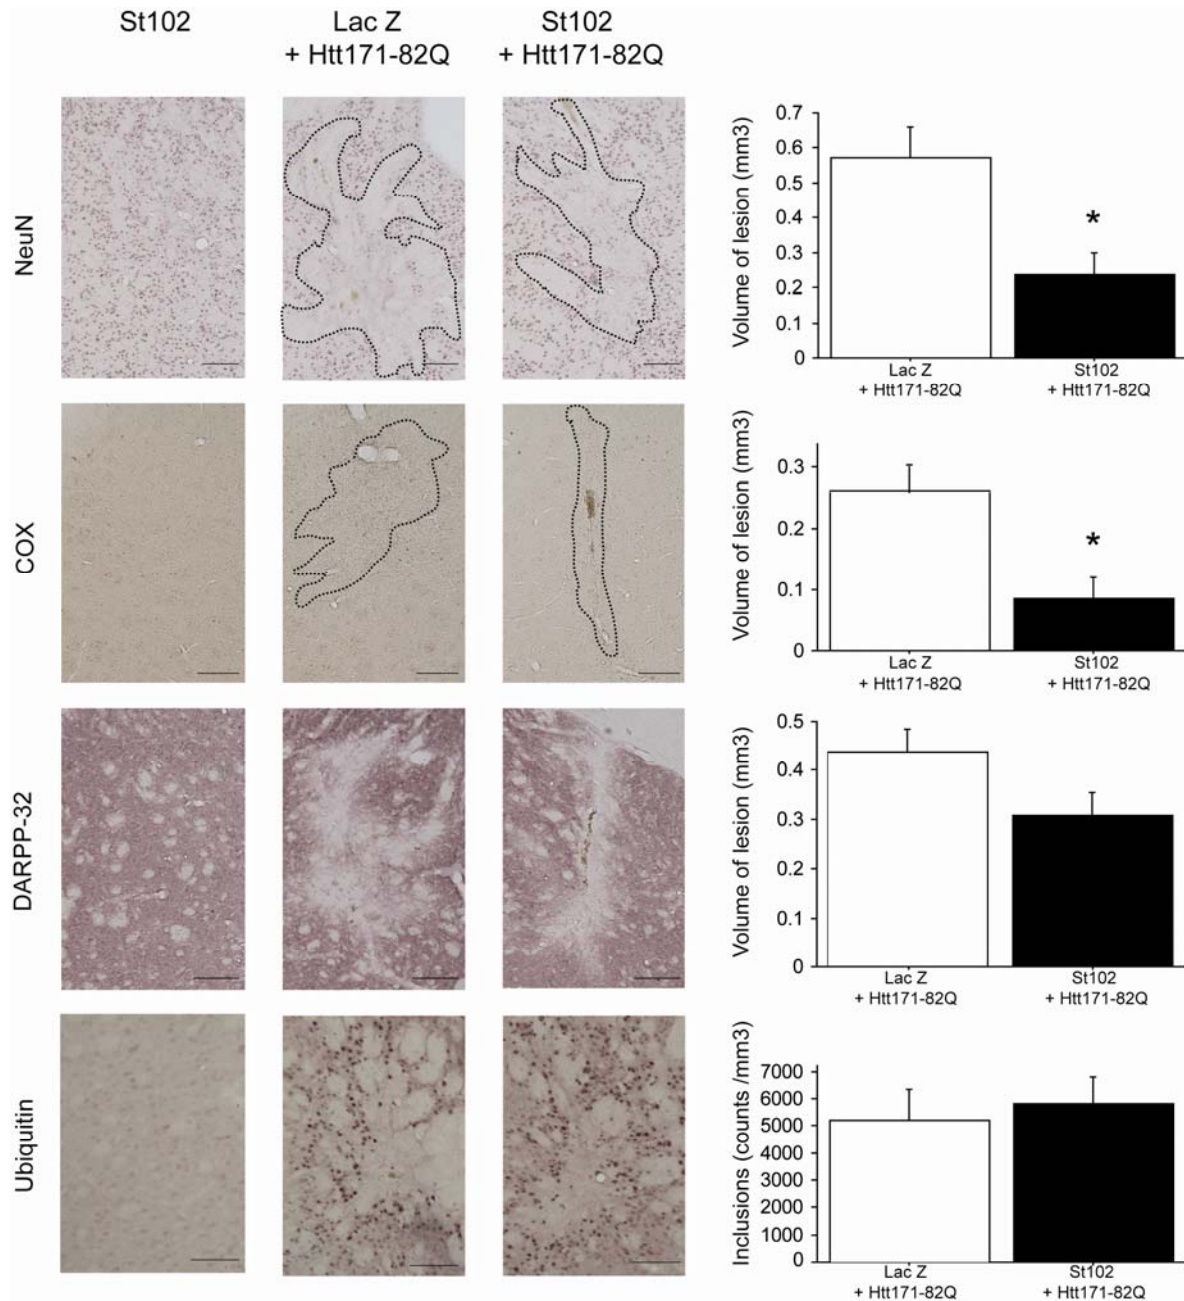 St102
Lac Z
+ Htt171-82Q
St102
+ Htt171-82Q
NeuN
Volume of lesion (mm3)
0.7
0.6
0.5
0.4
0.3
0.2
0.1
0
*
Lac Z
+ Htt171-82Q
St102
+ Htt171-82Q
COX
Volume of lesion (mm3)
0.3
0.2
0.1
0
*
Lac Z
+ Htt171-82Q
St102
+ Htt171-82Q
DARPP-32
Volume of lesion (mm3)
0.5
0.4
0.3
0.2
0.1
0
Lac Z
+ Htt171-82Q
St102
+ Htt171-82Q
Ubiquitin
Inclusions (counts /mm3)
7000
6000
5000
4000
3000
2000
1000
0
Lac Z
+ Htt171-82Q
St102
+ Htt171-82Q